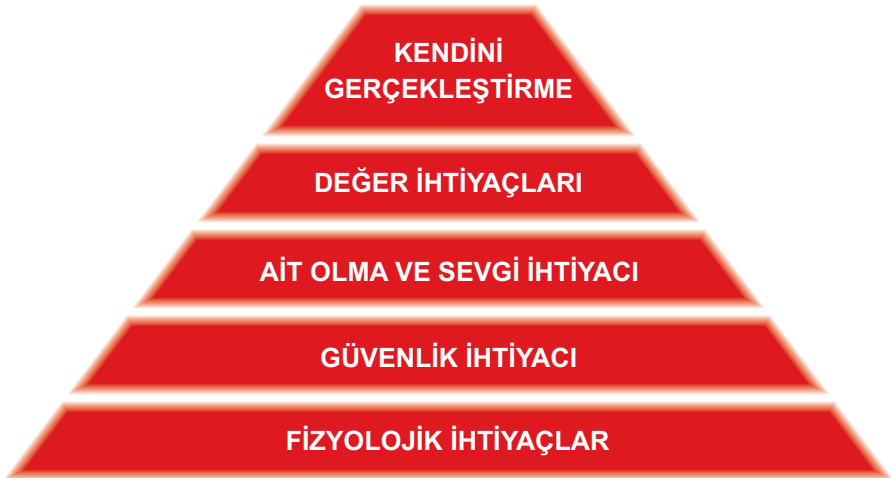 KENDİNİ
GERÇEKLEŞTİRME
DEĞER İHTİYAÇLARI
AİT OLMA VE SEVGİ İHTİYACI
GÜVENLİK İHTİYACI
FİZYOLOJİK İHTİYAÇLAR